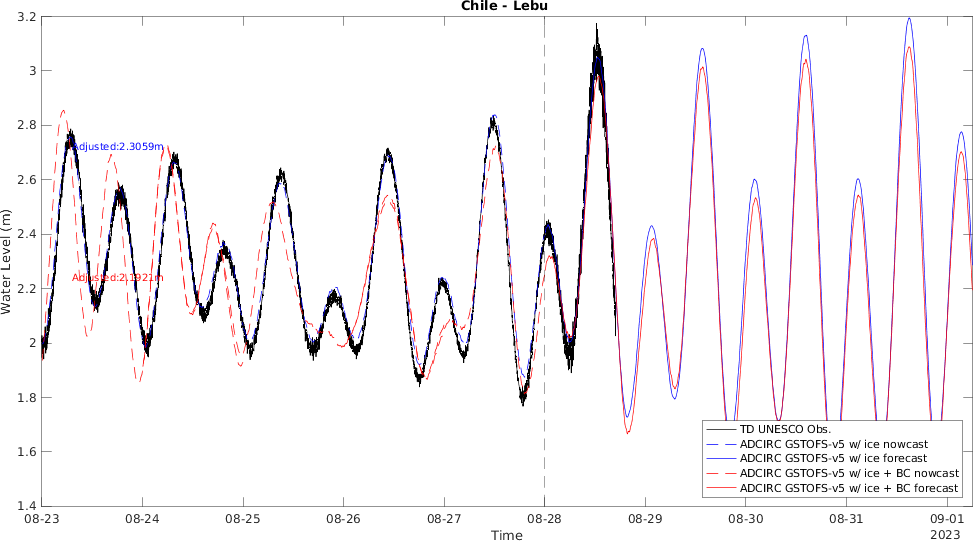 Chile - Lebu
3.2
3
2.8
2.6
2.4
2.2
2
1.8
1.6
1.4
Water Level (m)
Adjusted:2.3059m
Adjusted:2.1921m
TD UNESCO Obs.
ADCIRC GSTOFS-v5 w/ ice nowcast
ADCIRC GSTOFS-v5 w/ ice forecast
ADCIRC GSTOFS-v5 w/ ice + BC nowcast
ADCIRC GSTOFS-v5 w/ ice + BC forecast
08-23 08-24 08-25 08-26 08-27 08-28 08-29 08-30 08-31 09-01
2023
Time